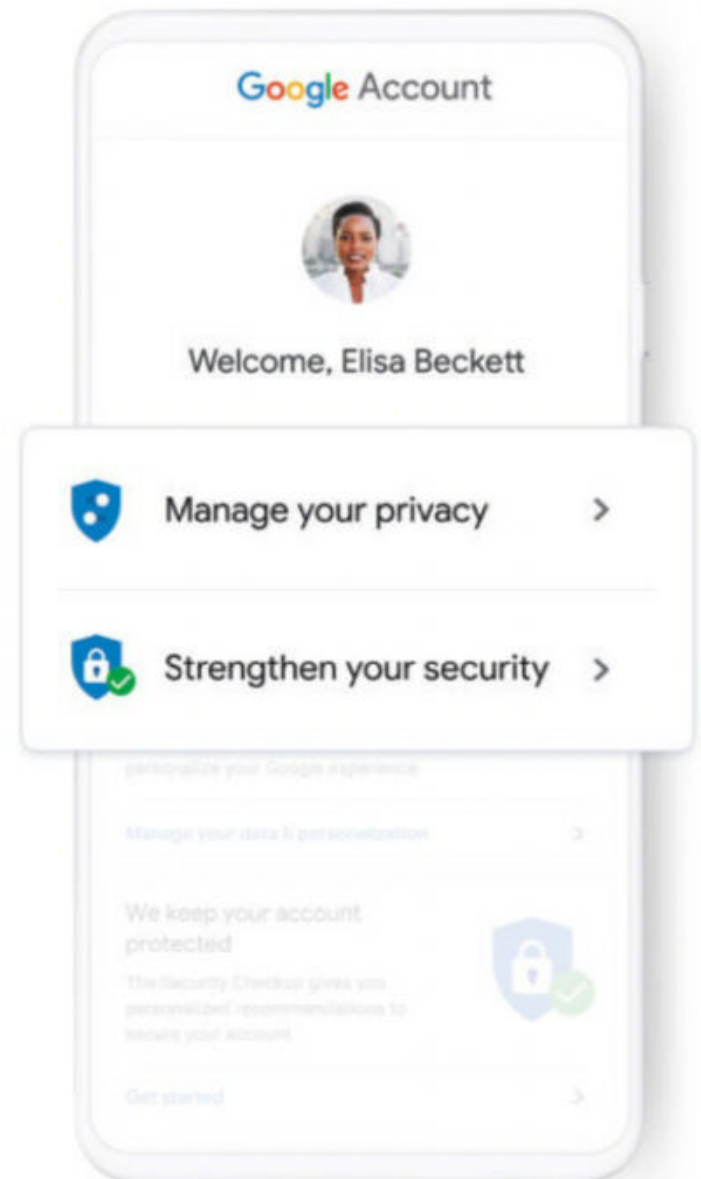 Google Account
Welcome, Elisa Beckett
Manage your privacy
Strengthen your security
personalize your Google experience
Manage your data & personalization
We keep your account
protected
The Security Checkup gives you
personalized recommendations to
secure your account
Get started